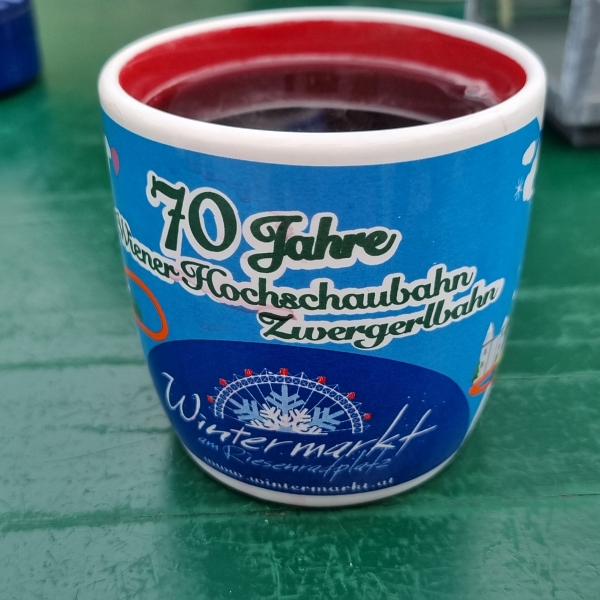 70 Jahre
Wiener Hochschaubahn
Zwergerlbahn
Wintermarkt
am Riesenradplatz
www.wintermarkt.at